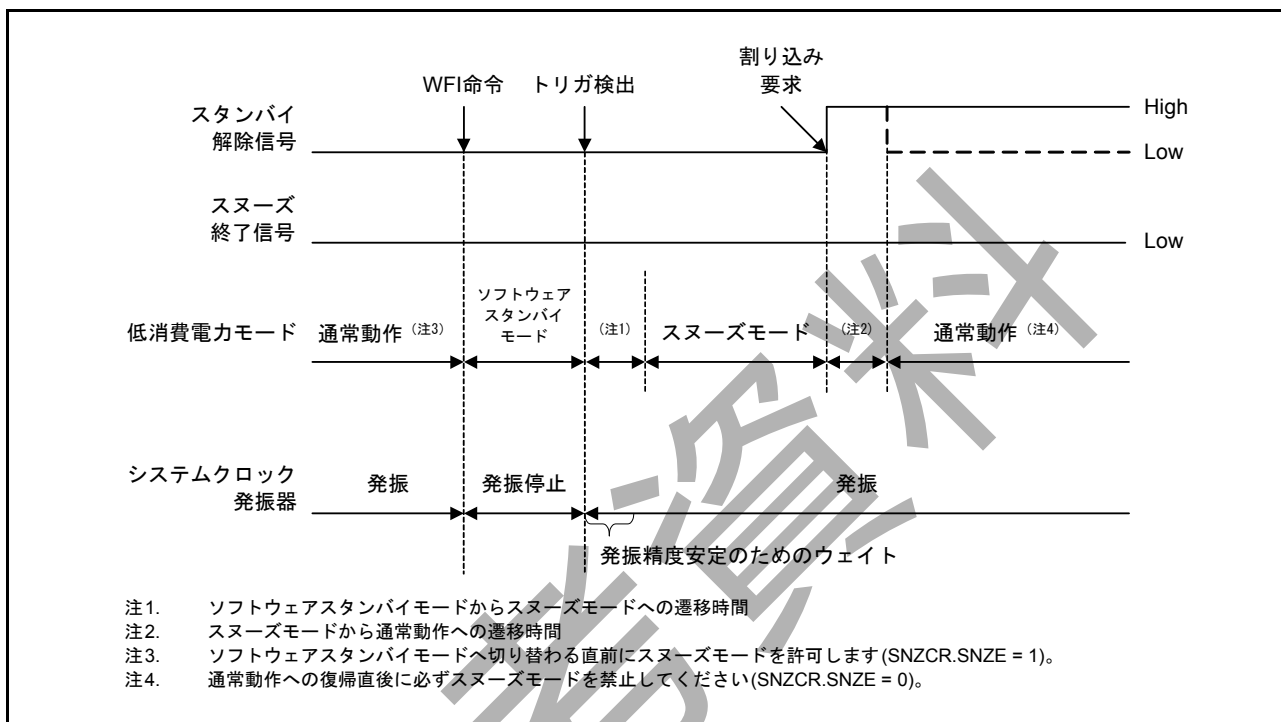 WFI命令 トリガ検出 割り込み
要求
スタンバイ
解除信号
High
Low
スヌーズ
終了信号
Low
低消費電力モード 通常動作(注3) ソフトウェア
スタンバイ
モード
(注1) スヌーズモード (注2) 通常動作(注4)
システムクロック
発振器
発振 発振停止 発振
発振精度安定のためのウェイト
注1. ソフトウェアスタンバイモードからスヌーズモードへの遷移時間
注2. スヌーズモードから通常動作への遷移時間
注3. ソフトウェアスタンバイモードへ切り替わる直前にスヌーズモードを許可します(SNZCR.SNZE = 1)。
注4. 通常動作への復帰直後に必ずスヌーズモードを禁止してください(SNZCR.SNZE = 0)。
考資料